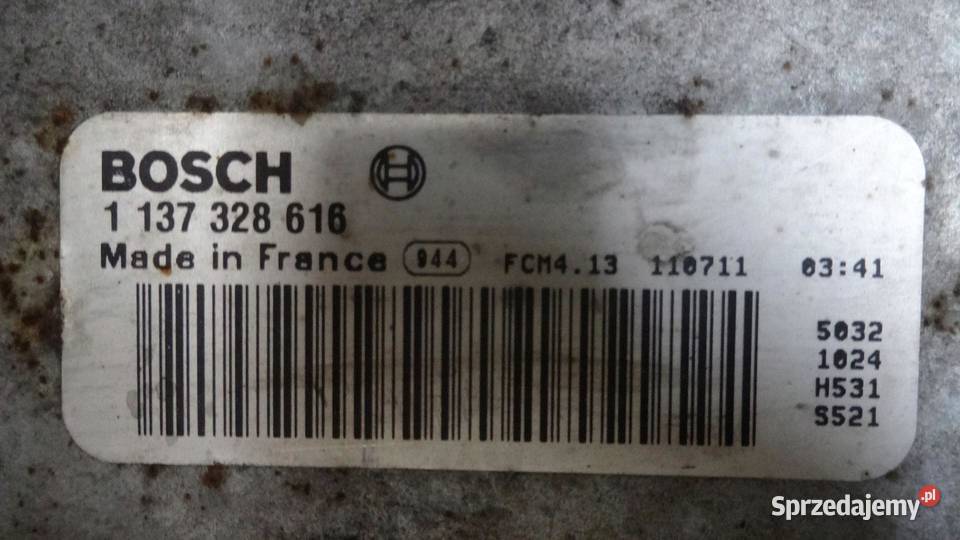 BOSCH
1 137 328 616
Made in France 944 FCM4.13 110711 03:41
5032
1024
H531
S521
Sprzedajemy.pl